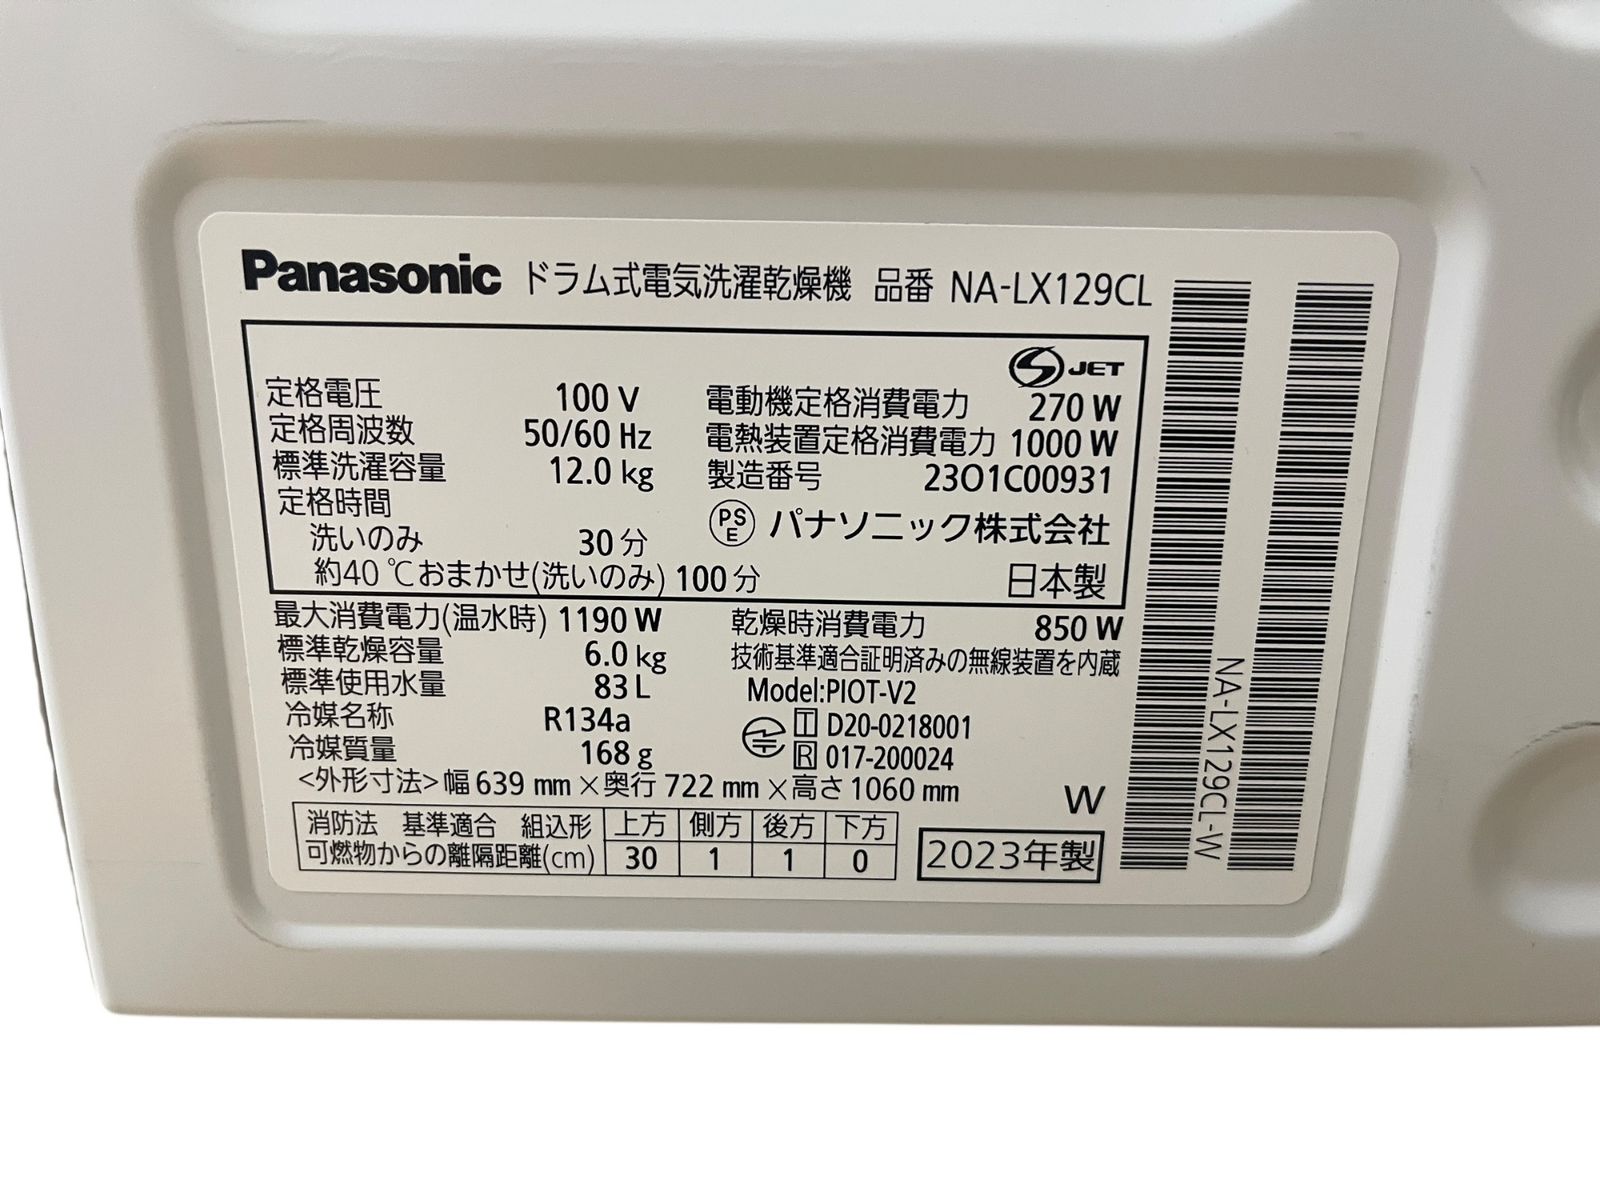 Panasonic ドラム式電気洗濯乾燥機 品番 NA-LX129CL
S JET
定格電圧 100 V
定格周波数 50/60 Hz
標準洗濯容量 12.0 kg
定格時間
洗いのみ 30 分
約40 ℃おまかせ(洗いのみ) 100 分
電動機定格消費電力 270 W
電熱装置定格消費電力 1000 W
製造番号 23O1C00931
PS E パナソニック株式会社
日本製
最大消費電力(温水時) 1190 W
標準乾燥容量 6.0 kg
標準使用水量 83 L
冷媒名称 R134a
冷媒質量 168 g
乾燥時消費電力 850 W
技術基準適合証明済みの無線装置を内蔵
Model:PIOT-V2
T D20-0218001
R 017-200024
<外形寸法>幅 639 mm×奥行 722 mm×高さ 1060 mm
W
消防法 基準適合 組込形 上方 側方 後方 下方
可燃物からの離隔距離(cm) 30 1 1 0
2023年製
NA-LX129CL-W